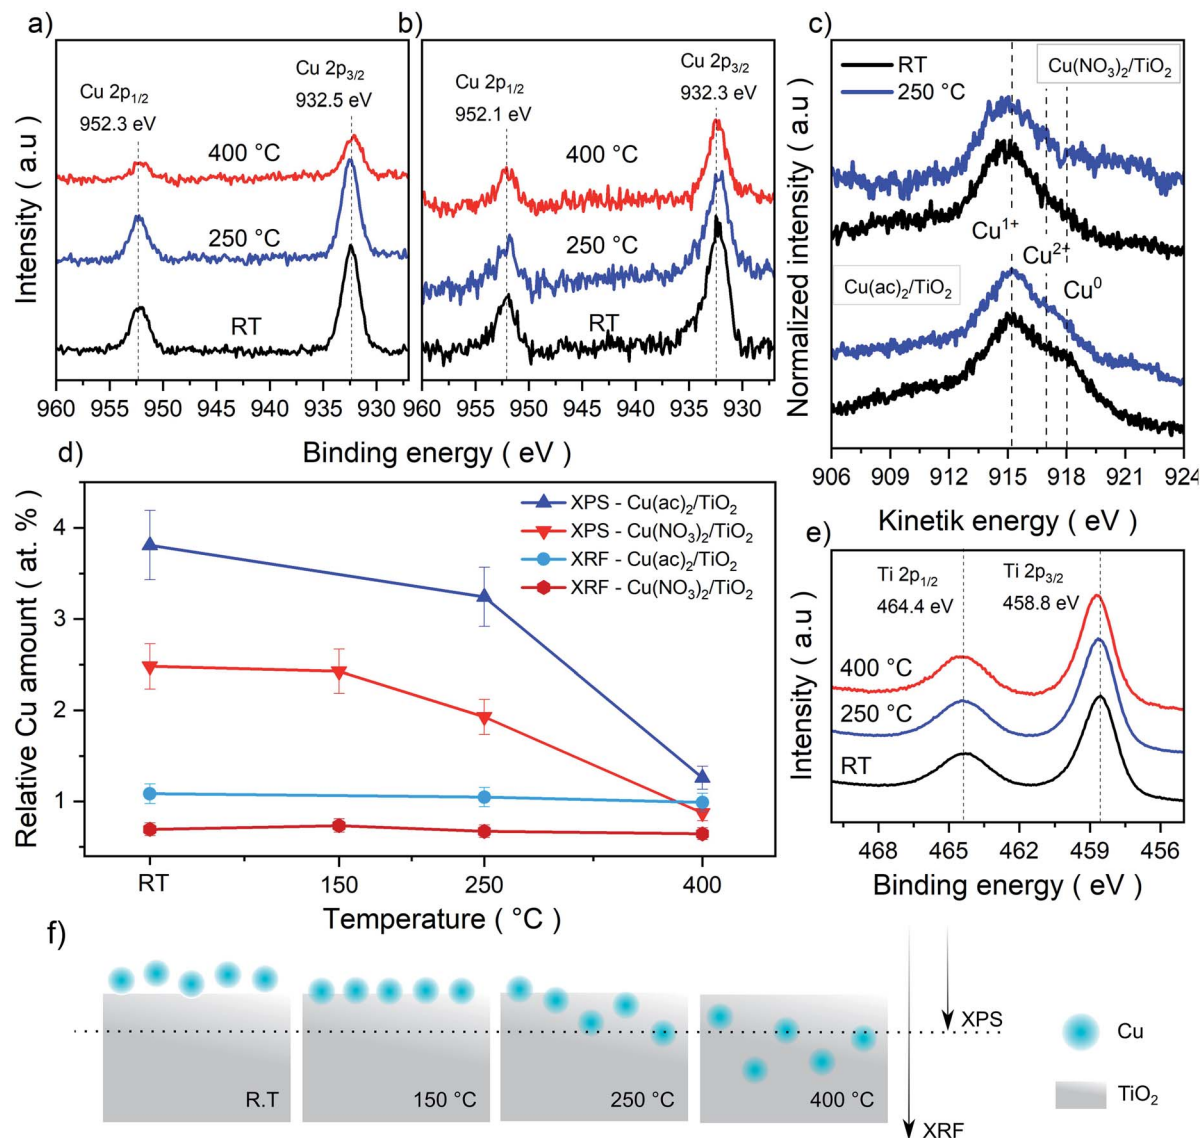 a)
Cu 2p1/2
952.3 eV
Cu 2p3/2
932.5 eV
400 °C
250 °C
RT
Intensity ( a.u )
960 955 950 945 940 935 930
b)
Cu 2p1/2
952.1 eV
Cu 2p3/2
932.3 eV
400 °C
250 °C
RT
960 955 950 945 940 935 930
Binding energy ( eV )
c)
RT
250 °C
Cu(NO3)2/TiO2
Cu1+
Cu2+
Cu0
Cu(ac)2/TiO2
Normalized intensity
906 909 912 915 918 921 924
Kinetik energy ( eV )
d)
XPS - Cu(ac)2/TiO2
XPS - Cu(NO3)2/TiO2
XRF - Cu(ac)2/TiO2
XRF - Cu(NO3)2/TiO2
Relative Cu amount ( at. % )
4
3
2
1
RT 150 250 400
Temperature ( °C )
e)
Ti 2p1/2
464.4 eV
Ti 2p3/2
458.8 eV
400 °C
250 °C
RT
Intensity ( a.u )
468 465 462 459 456
Binding energy ( eV )
f)
R.T
150 °C
250 °C
400 °C
XPS
XRF
Cu
TiO2